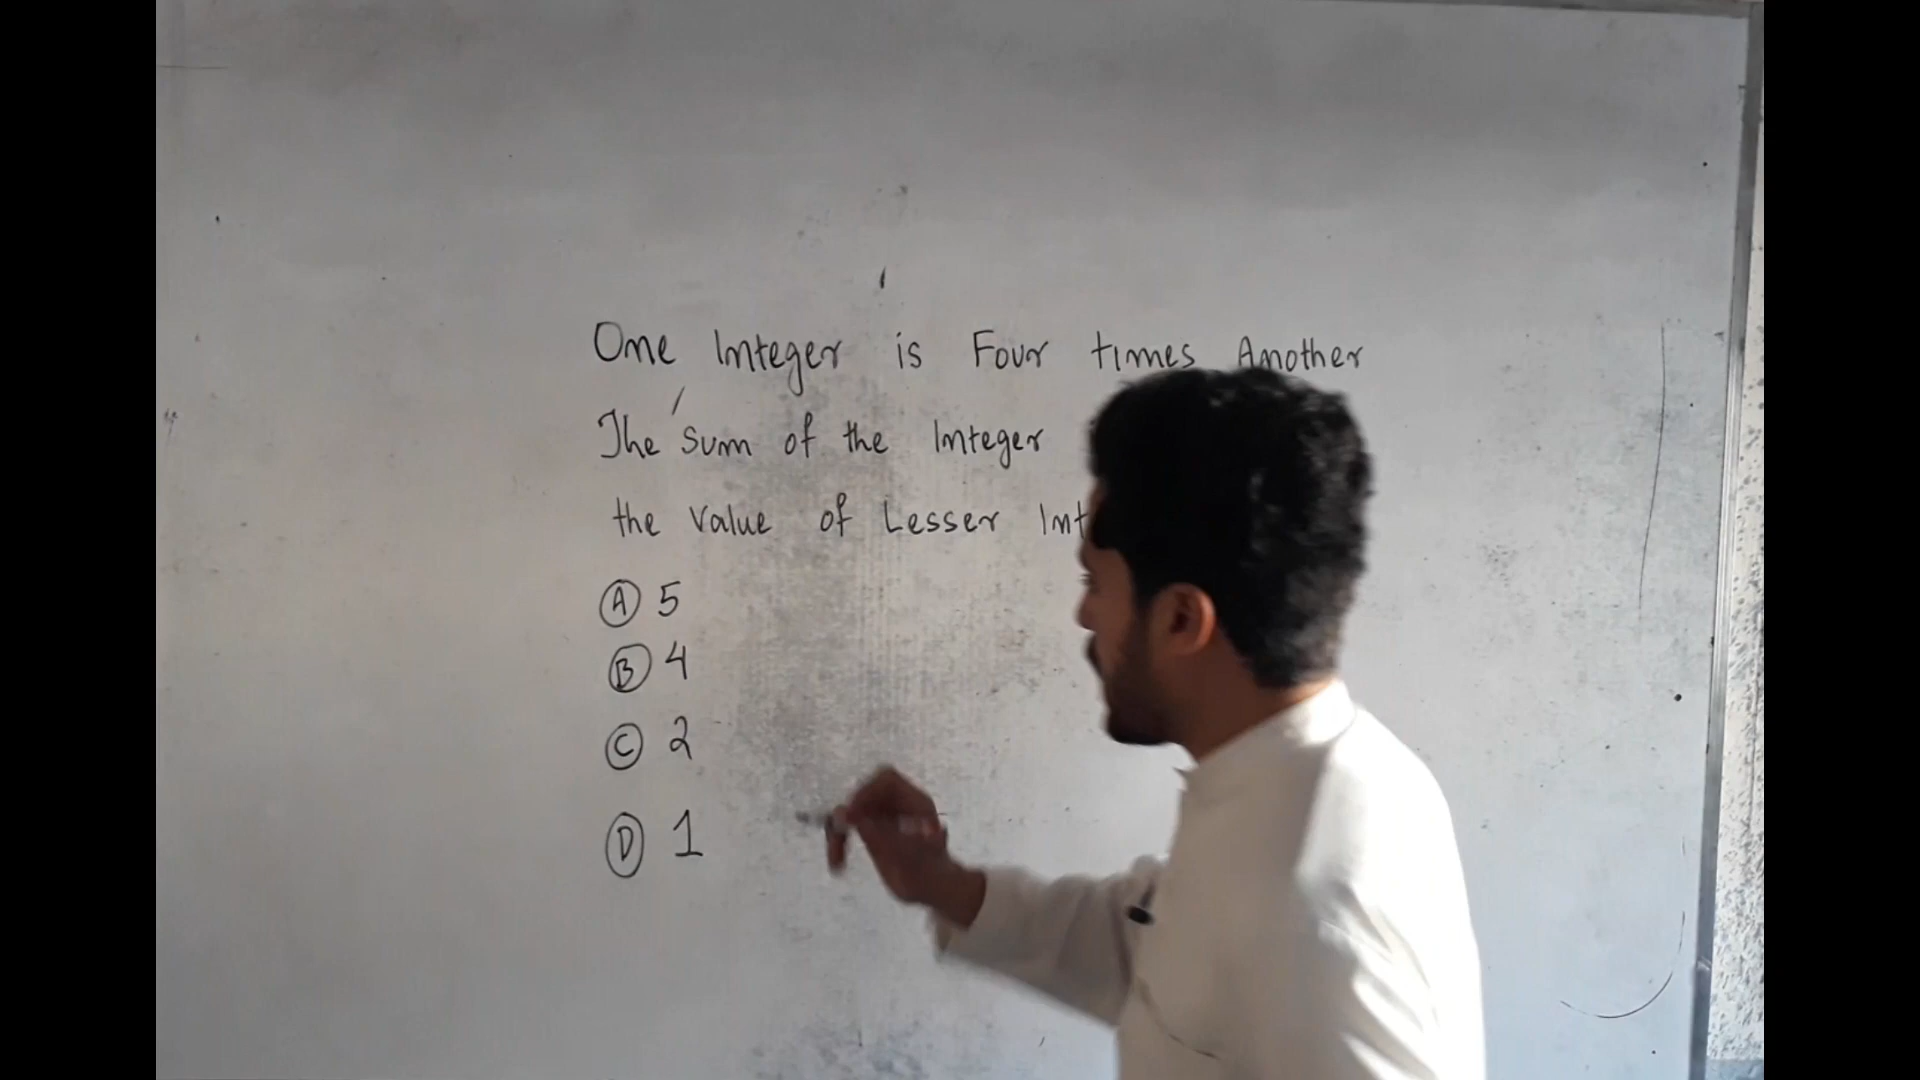 One Integer is Four times Another
The sum of the Integer
the value of Lesser Int
(A) 5
(B) 4
(C) 2
(D) 1